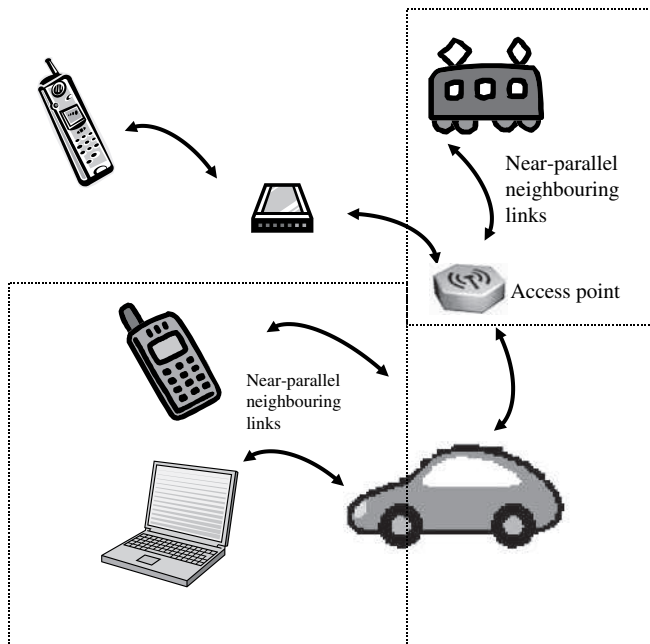 Near-parallel
neighbouring
links
Access point
Near-parallel
neighbouring
links